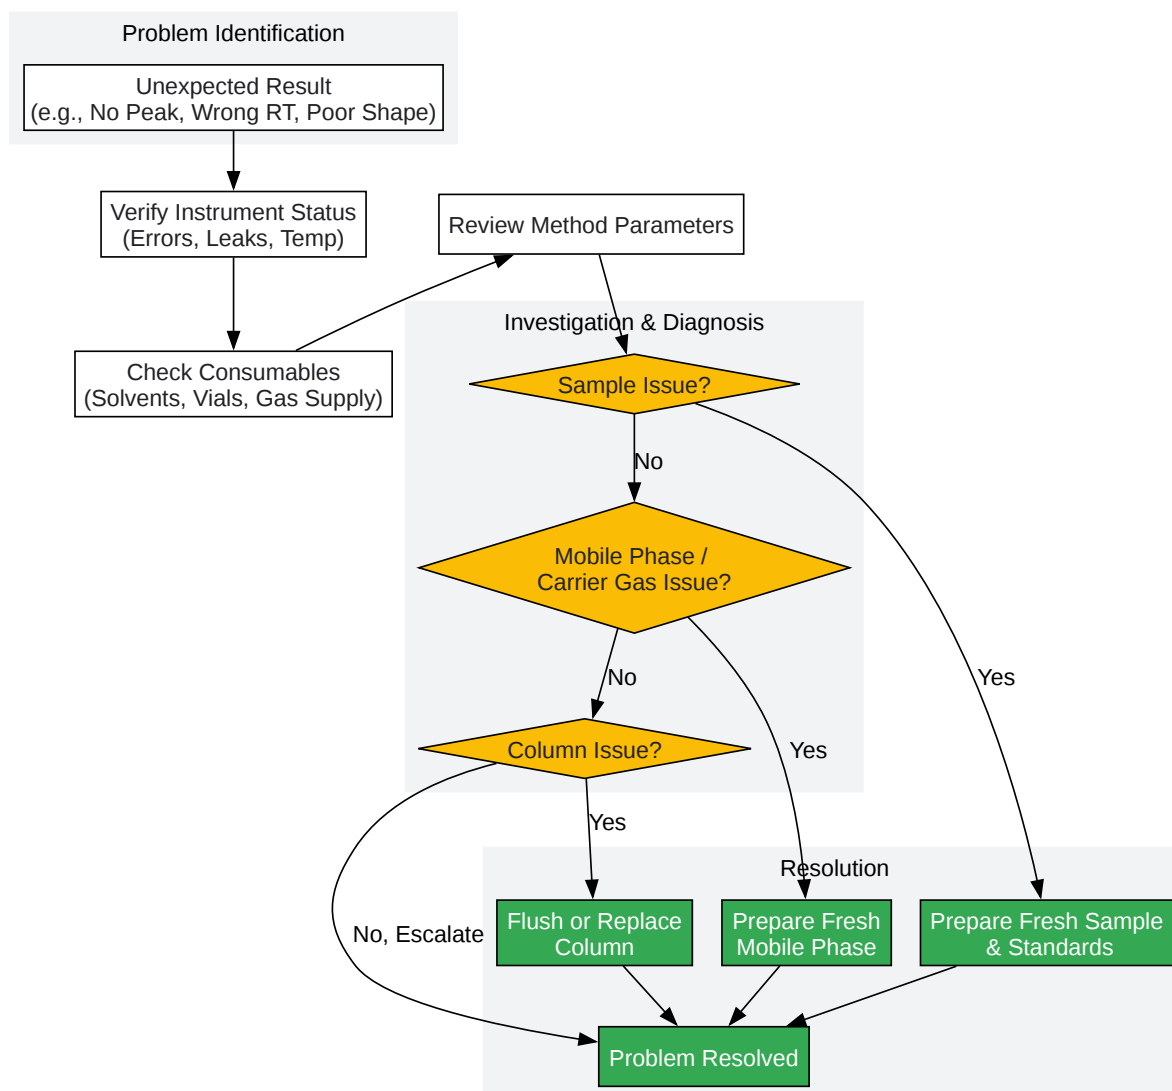 Problem Identification
Unexpected Result
(e.g., No Peak, Wrong RT, Poor Shape)
Verify Instrument Status
(Errors, Leaks, Temp)
Review Method Parameters
Check Consumables
(Solvents, Vials, Gas Supply)
Investigation & Diagnosis
Sample Issue?
No
Mobile Phase /
Carrier Gas Issue?
No
Yes
Column Issue?
Yes
Yes
No, Escalate
Resolution
Flush or Replace
Column
Prepare Fresh
Mobile Phase
Prepare Fresh Sample
& Standards
Problem Resolved